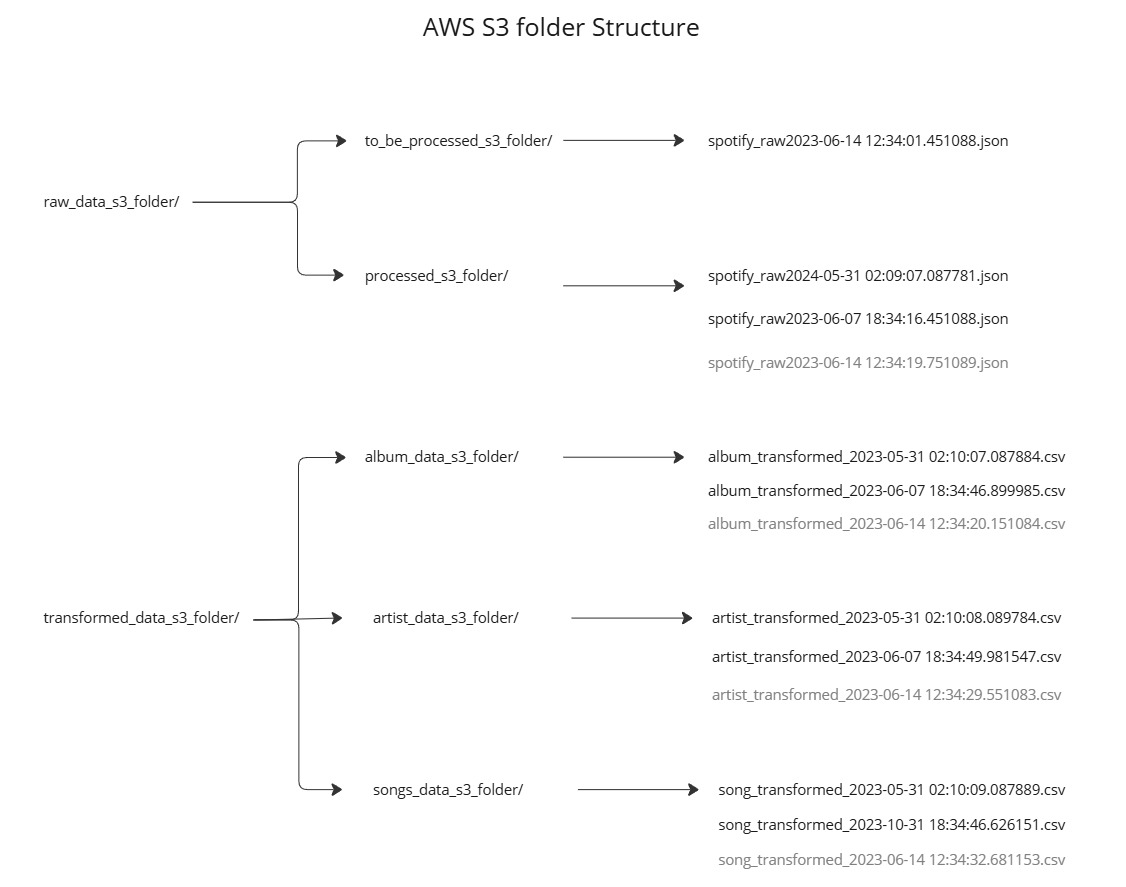 AWS S3 folder Structure
raw_data_s3_folder/
to_be_processed_s3_folder/
spotify_raw2023-06-14 12:34:01.451088.json
processed_s3_folder/
spotify_raw2024-05-31 02:09:07.087781.json
spotify_raw2023-06-07 18:34:16.451088.json
spotify_raw2023-06-14 12:34:19.751089.json
transformed_data_s3_folder/
album_data_s3_folder/
album_transformed_2023-05-31 02:10:07.087884.csv
album_transformed_2023-06-07 18:34:46.899985.csv
album_transformed_2023-06-14 12:34:20.151084.csv
artist_data_s3_folder/
artist_transformed_2023-05-31 02:10:08.089784.csv
artist_transformed_2023-06-07 18:34:49.981547.csv
artist_transformed_2023-06-14 12:34:29.551083.csv
songs_data_s3_folder/
song_transformed_2023-05-31 02:10:09.087889.csv
song_transformed_2023-10-31 18:34:46.626151.csv
song_transformed_2023-06-14 12:34:32.681153.csv